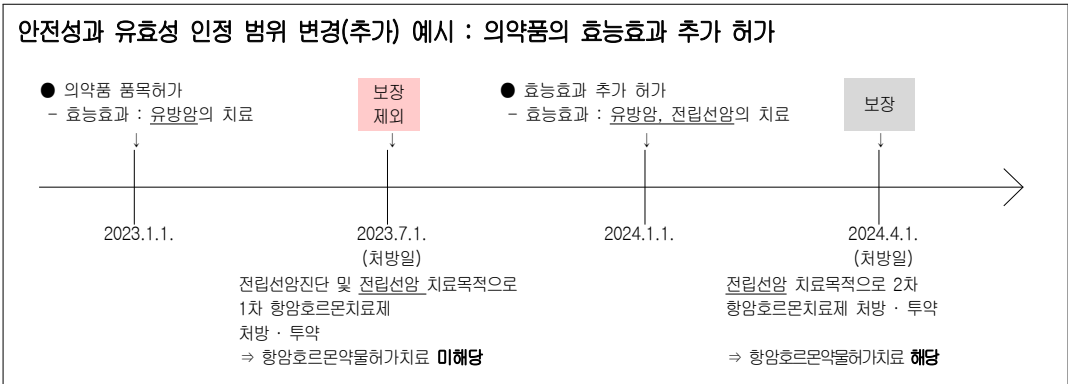 안전성과 유효성 인정 범위 변경(추가) 예시 : 의약품의 효능효과 추가 허가
● 의약품 품목허가
- 효능효과 : 유방암의 치료
↓
보장
제외
↓
● 효능효과 추가 허가
- 효능효과 : 유방암, 전립선암의 치료
↓
보장
↓
2023.1.1.
2023.7.1.
(처방일)
전립선암진단 및 전립선암 치료목적으로
1차 항암호르몬치료제
처방 · 투약
⇒ 항암호르몬약물허가치료 미해당
2024.1.1.
2024.4.1.
(처방일)
전립선암 치료목적으로 2차
항암호르몬치료제 처방 · 투약
⇒ 항암호르몬약물허가치료 해당